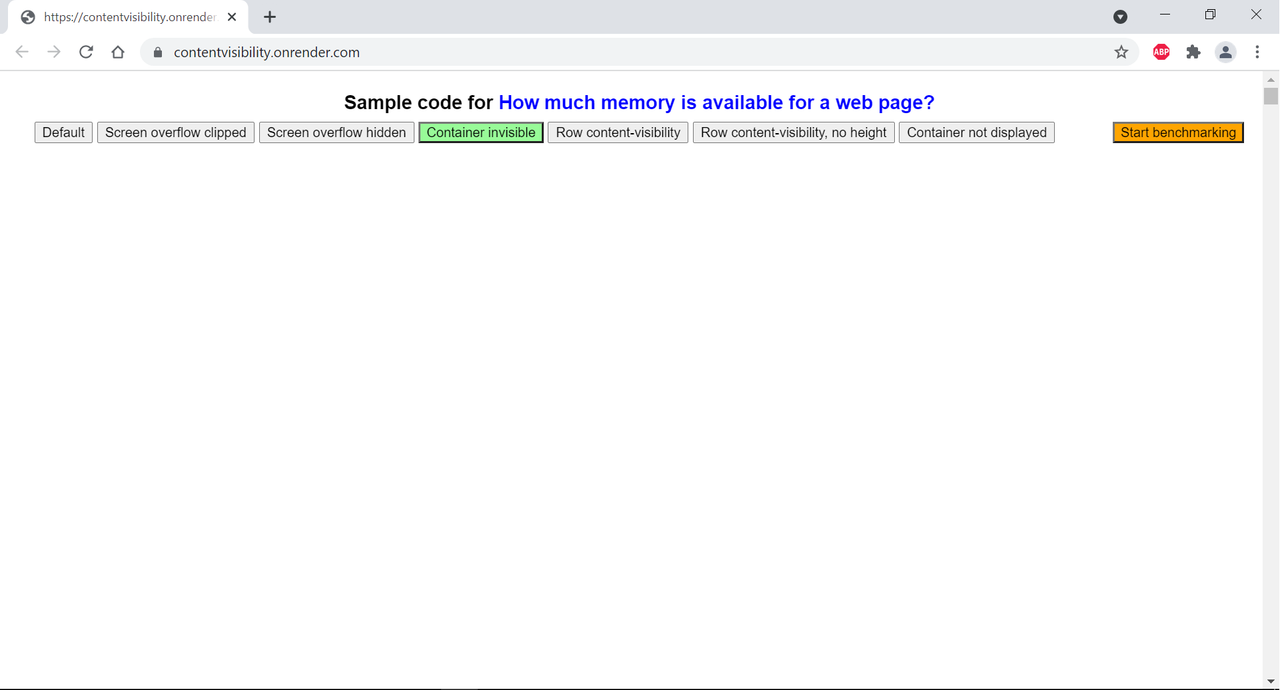 https://contentvisibility.onrender
contentvisibility.onrender.com
ABP
Sample code for How much memory is available for a web page?
Default Screen overflow clipped Screen overflow hidden Container invisible Row content-visibility Row content-visibility, no height Container not displayed Start benchmarking